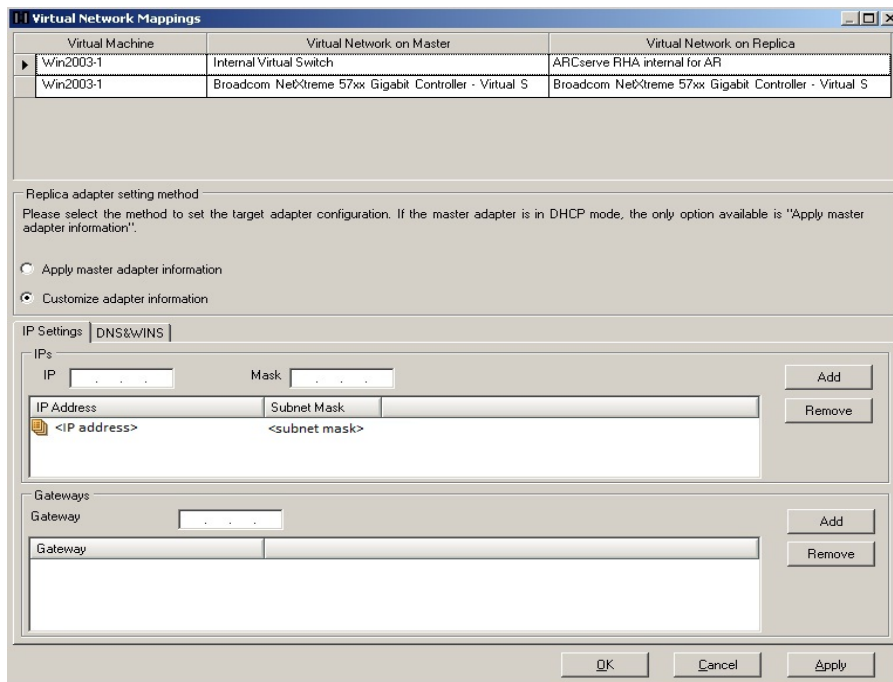 Virtual Network Mappings
Virtual Machine Virtual Network on Master Virtual Network on Replica
Win2003-1 Internal Virtual Switch ARCserve RHA internal for AR
Win2003-1 Broadcom NetXtreme 57xx Gigabit Controller - Virtual S Broadcom NetXtreme 57xx Gigabit Controller - Virtual S
Replica adapter setting method
Please select the method to set the target adapter configuration. If the master adapter is in DHCP mode, the only option available is "Apply master
adapter information".
Apply master adapter information
Customize adapter information
IP Settings DNS&WINS
IPs
IP . . . Mask . . . Add
IP Address Subnet Mask Remove
<IP address> <subnet mask>
Gateways
Gateway . . . Add
Gateway Remove
OK Cancel Apply